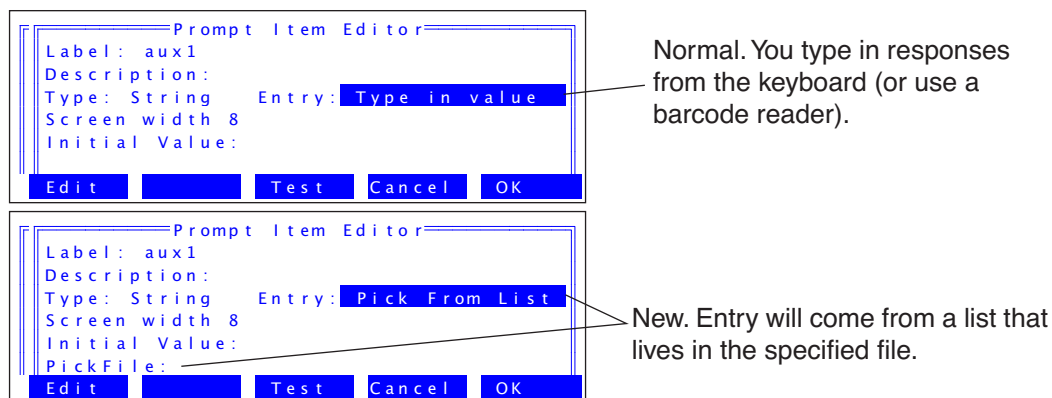 Prompt Item Editor
Label: aux1
Description:
Type: String Entry: Type in value
Screen width 8
Initial Value:
Edit Test Cancel OK
Normal. You type in responses
from the keyboard (or use a
barcode reader).
Prompt Item Editor
Label: aux1
Description:
Type: String Entry: Pick From List
Screen width 8
Initial Value:
PickFile:
Edit Test Cancel OK
New. Entry will come from a list that
lives in the specified file.